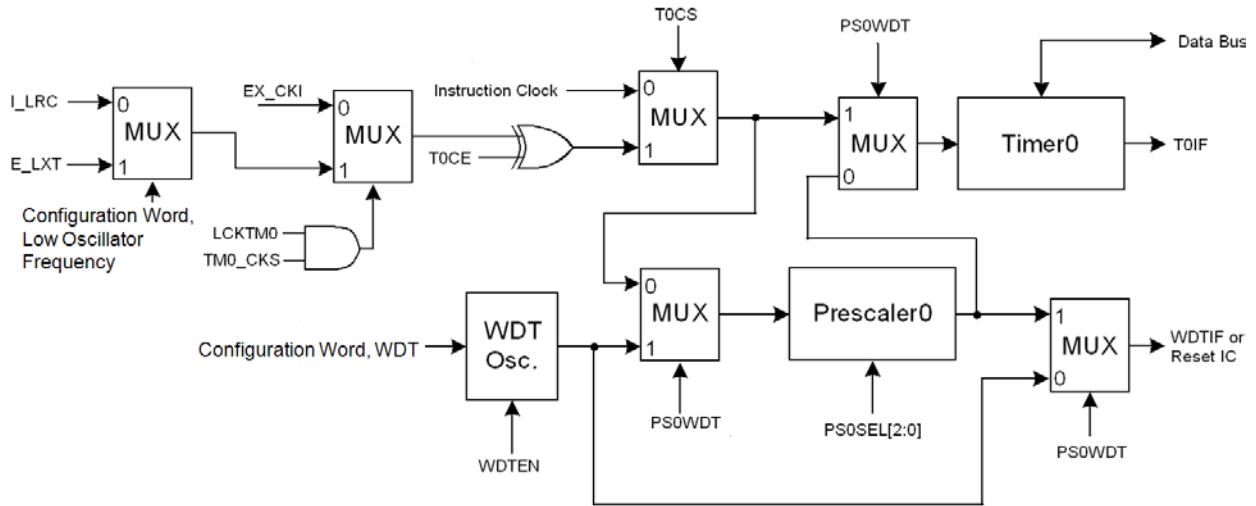 T0CS
PS0WDT
Data Bus
I_LRC
0
MUX
E_LXT
1
Configuration Word,
Low Oscillator
Frequency
EX_CKI
0
MUX
1
T0CE
LCKTM0
TM0_CKS
Instruction Clock
0
MUX
1
1
MUX
0
Timer0
T0IF
Configuration Word, WDT
WDT
Osc.
WDTEN
0
MUX
1
PS0WDT
Prescaler0
PS0SEL[2:0]
1
MUX
0
PS0WDT
WDTIF or
Reset IC